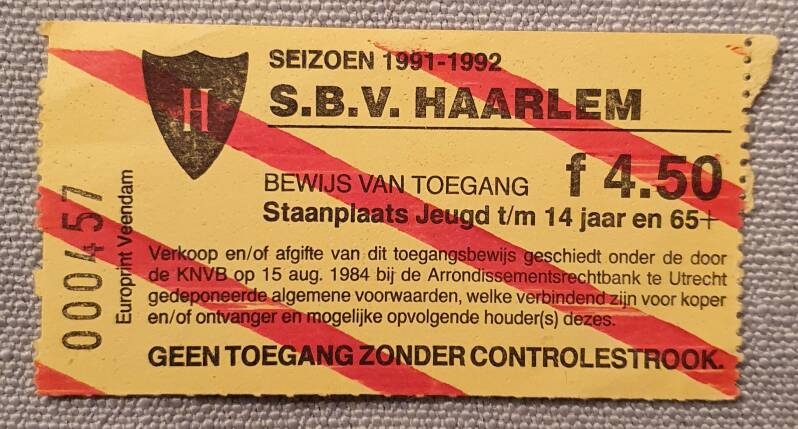 SEIZOEN 1991-1992
S.B.V. HAARLEM
H
BEWIJS VAN TOEGANG f 4.50
Staanplaats Jeugd t/m 14 jaar en 65+
Verkoop en/of afgifte van dit toegangsbewijs geschiedt onder de door
de KNVB op 15 aug. 1984 bij de Arrondissementsrechtbank te Utrecht
gedeponeerde algemene voorwaarden, welke verbindend zijn voor koper
en/of ontvanger en mogelijke opvolgende houder(s) dezes.
GEEN TOEGANG ZONDER CONTROLESTROOK.
000457
Europrint Veendam